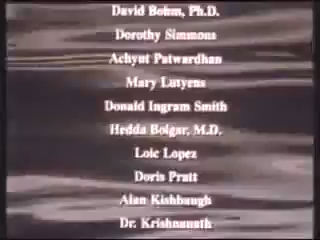 David Bohm, Ph.D.
Dorothy Simmons
Achyut Patwardhan
Mary Lutyens
Donald Ingram Smith
Hedda Bolgar, M.D.
Loic Lopez
Doris Pratt
Alan Kishbaugh
Dr. Krishnanath